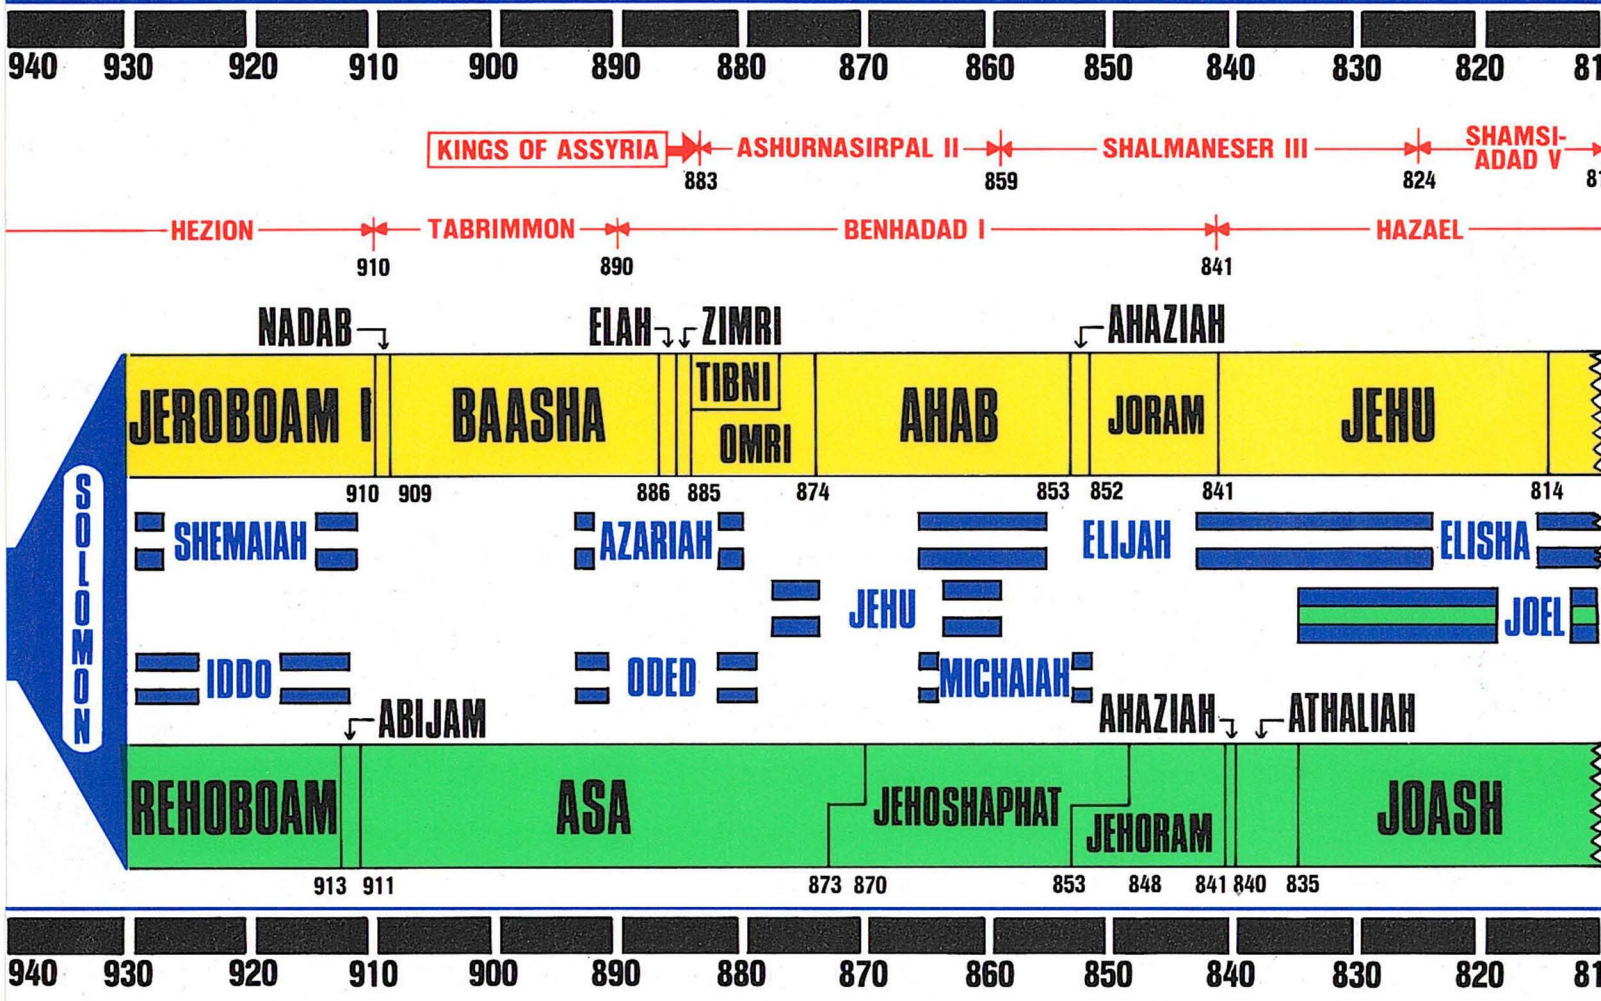 940 930 920 910 900 890 880 870 860 850 840 830 820 81
KINGS OF ASSYRIA ASHURNASIRPAL II SHALMANESER III SHAMSI-
ADAD V
883 859 824 81
HEZION TABRIMMON BENHADAD I HAZAEL
910 890 841
NADAB ELAH ZIMRI AHAZIAH
JEROBOAM I BAASHA TIBNI OMRI AHAB JORAM JEHU
910 909 886 885 874 853 852 841 814
SOLOMON
SHEMAIAH AZARIAH ELIJAH ELISHA
JEHU JOEL
IDDO ODED MICHAIAH
ABIJAM AHAZIAH ATHALIAH
REHOBOAM ASA JEHOSHAPHAT JEHORAM JOASH
913 911 873 870 853 848 841 840 835
940 930 920 910 900 890 880 870 860 850 840 830 820 81